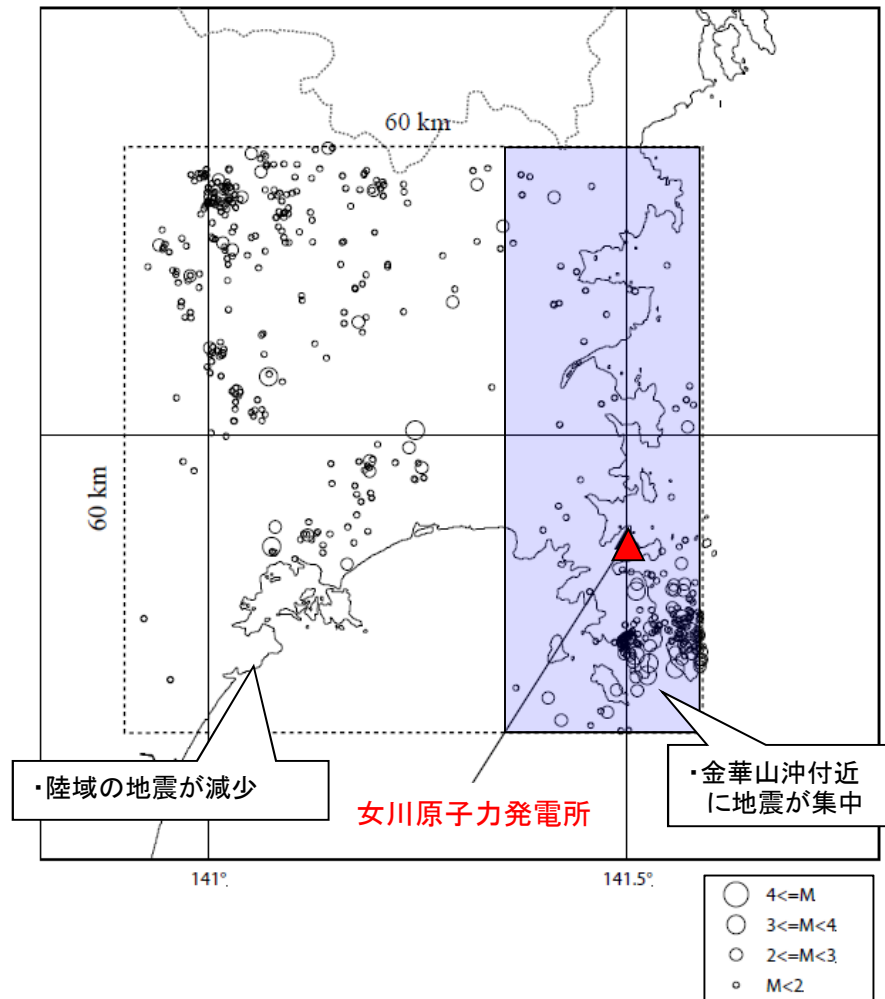 60 km
60 km
・陸域の地震が減少
女川原子力発電所
・金華山沖付近
に地震が集中
141°
141.5°
4<=M
3<=M<4
2<=M<3
M<2